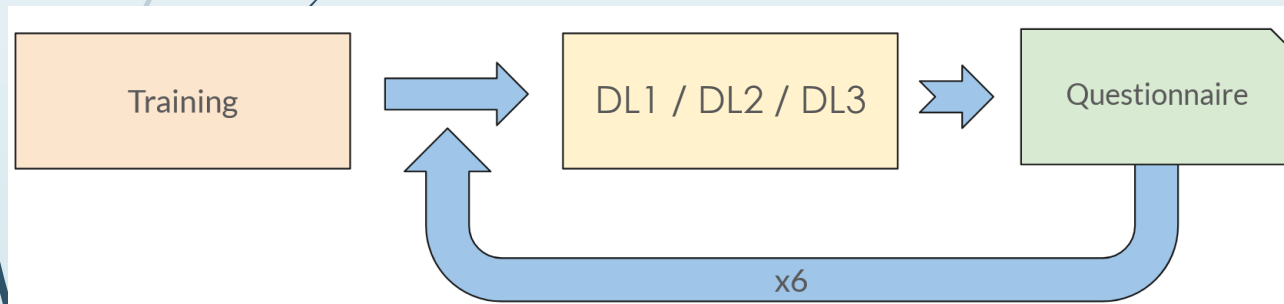 Training
DL1 / DL2 / DL3
Questionnaire
x6